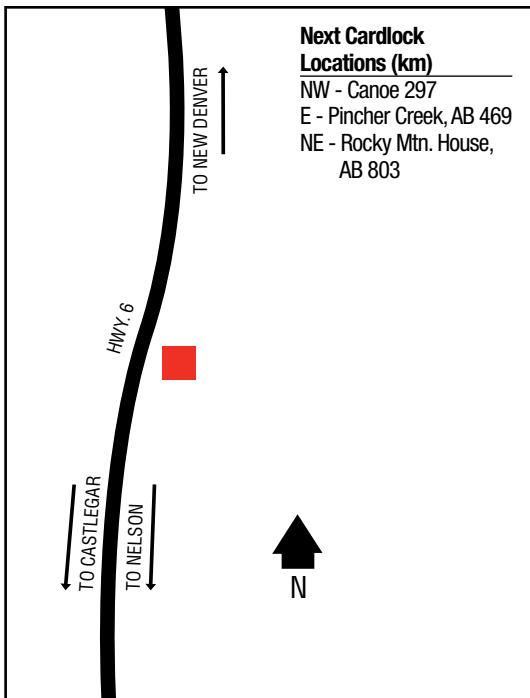 Next Cardlock
Locations (km)
NW - Canoe 297
E - Pincher Creek, AB 469
NE - Rocky Mtn. House,
AB 803
TO NEW DENVER
HWY. 6
TO CASTLEGAR
TO NELSON
N